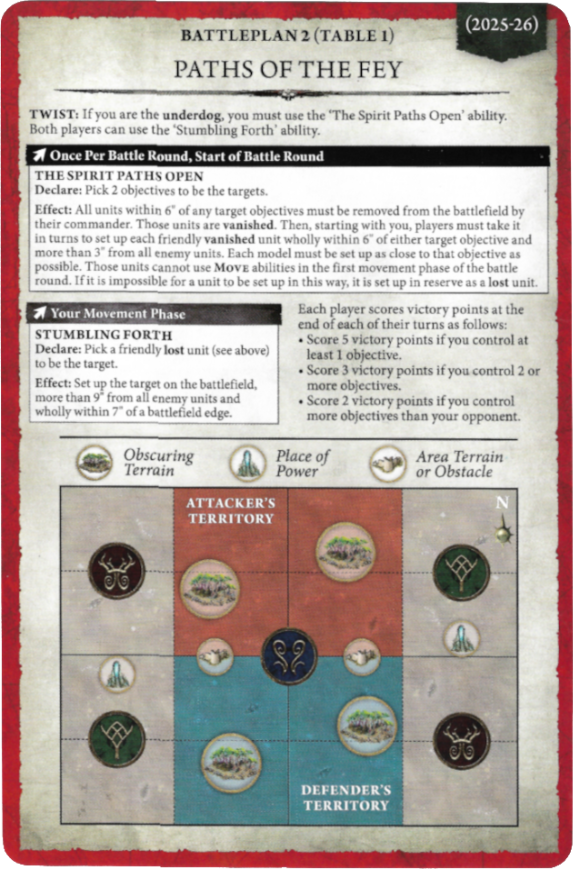 (2025-26)
BATTLEPLAN 2 (TABLE 1)
PATHS OF THE FEY
TWIST: If you are the underdog, you must use the 'The Spirit Paths Open' ability.
Both players can use the 'Stumbling Forth' ability.
Once Per Battle Round, Start of Battle Round
THE SPIRIT PATHS OPEN
Declare: Pick 2 objectives to be the targets.
Effect: All units within 6" of any target objectives must be removed from the battlefield by
their commander. Those units are vanished. Then, starting with you, players must take it
in turns to set up each friendly vanished unit wholly within 6" of either target objective and
more than 3" from all enemy units. Each model must be set up as close to that objective as
possible. Those units cannot use MOVE abilities in the first movement phase of the battle
round. If it is impossible for a unit to be set up in this way, it is set up in reserve as a lost unit.
Your Movement Phase
STUMBLING FORTH
Declare: Pick a friendly lost unit (see above)
to be the target.
Effect: Set up the target on the battlefield,
more than 9" from all enemy units and
wholly within 7" of a battlefield edge.
Each player scores victory points at the
end of each of their turns as follows:
• Score 5 victory points if you control at
least 1 objective.
• Score 3 victory points if you control 2 or
more objectives.
• Score 2 victory points if you control
more objectives than your opponent.
Obscuring
Terrain
Place of
Power
Area Terrain
or Obstacle
ATTACKER'S
TERRITORY
N
DEFENDER'S
TERRITORY